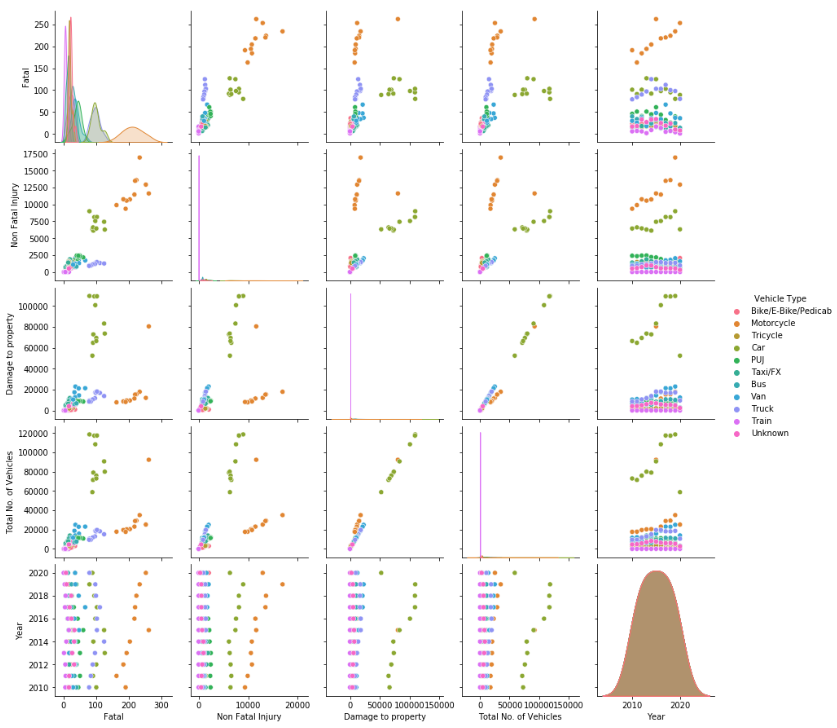 Fatal
250
200
150
100
50
0
Non Fatal Injury
17500
15000
12500
10000
7500
5000
2500
0
Damage to property
100000
80000
60000
40000
20000
0
Total No. of Vehicles
120000
100000
80000
60000
40000
20000
0
Year
2020
2018
2016
2014
2012
2010
0 100 200 300
Fatal
0 10000 20000
Non Fatal Injury
0 50000 100000 150000
Damage to property
0 50000 100000 150000
Total No. of Vehicles
2010 2020
Year
Vehicle Type
Bike/E-Bike/Pedicab
Motorcycle
Tricycle
Car
PUJ
Taxi/FX
Bus
Van
Truck
Train
Unknown